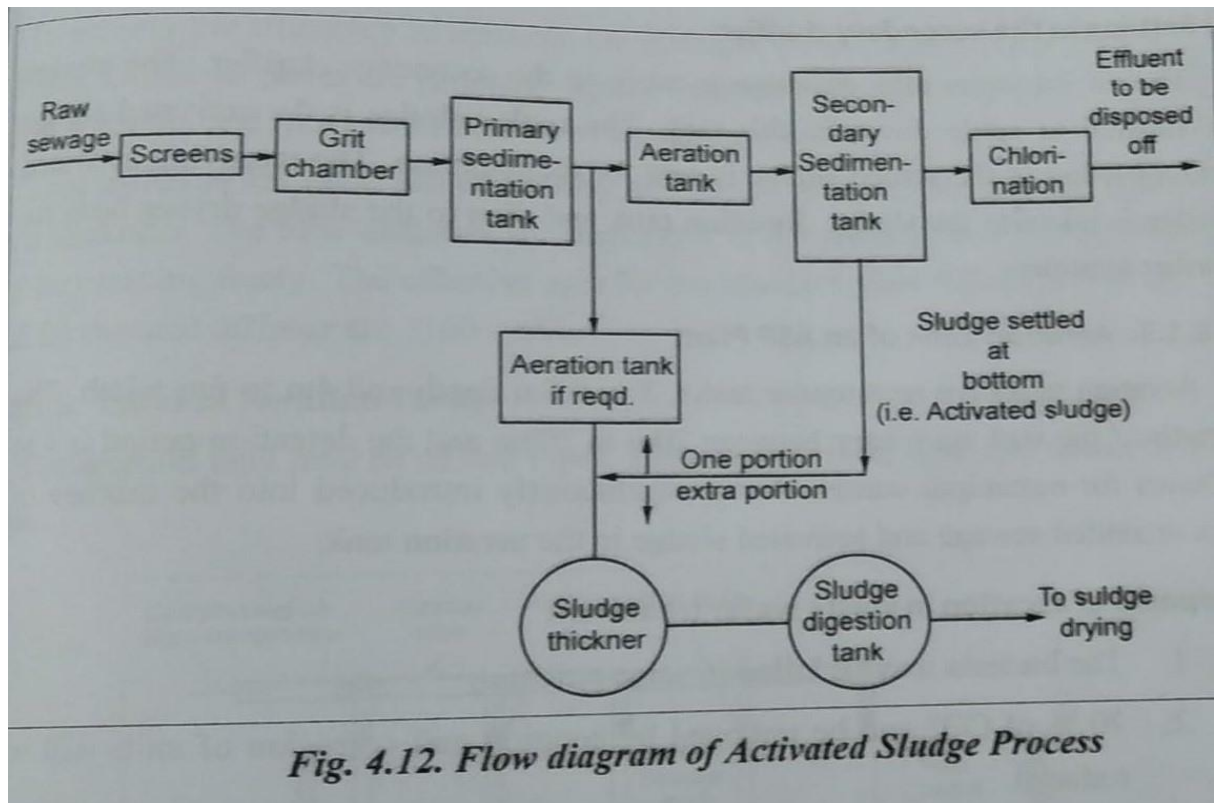 Raw
sewage
Screens
Grit
chamber
Primary
sedime-
ntation
tank
Aeration
tank
Secon-
dary
Sedimen-
tation
tank
Chlori-
nation
Effluent
to be
disposed
off
Aeration tank
if reqd.
Sludge settled
at
bottom
(i.e. Activated sludge)
One portion
extra portion
Sludge
thickner
Sludge
digestion
tank
To suldge
drying
Fig. 4.12. Flow diagram of Activated Sludge Process